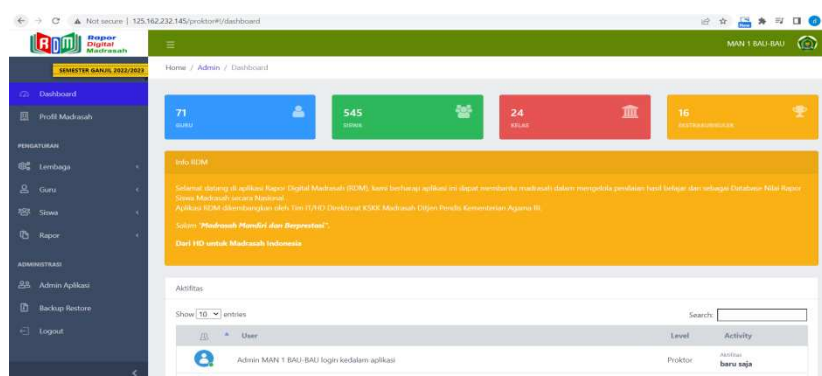 Not secure | 125.162.232.145/proktor#!/dashboard
New
RDM Rapor Digital Madrasah
MAN 1 BAU-BAU
SEMESTER GANJIL 2022/2023
Home / Admin / Dashboard
Dashboard
Profil Madrasah
PENGATURAN
Lembaga
Guru
Siswa
Rapor
ADMINISTRASI
Admin Aplikasi
Backup Restore
Logout
71
GURU
545
SISWA
24
KELAS
16
EKSTRAKURIKULER
Info RDM
Selamat datang di aplikasi Rapor Digital Madrasah (RDM), kami berharap aplikasi ini dapat membantu madrasah dalam mengelola penilaian hasil belajar dan sebagai Database Nilai Rapor
Siswa Madrasah secara Nasional
Aplikasi RDM dikembangkan oleh Tim IT/HD Direktorat KSKK Madrasah Ditjen Pendis Kementerian Agama RI.
Salam "Madrasah Mandiri dan Berprestasi".
Dari HD untuk Madrasah Indonesia
Aktifitas
Show 10 entries
Search:
User
Level
Activity
Admin MAN 1 BAU-BAU login kedalam aplikasi
Proktor
Aktifitas
baru saja